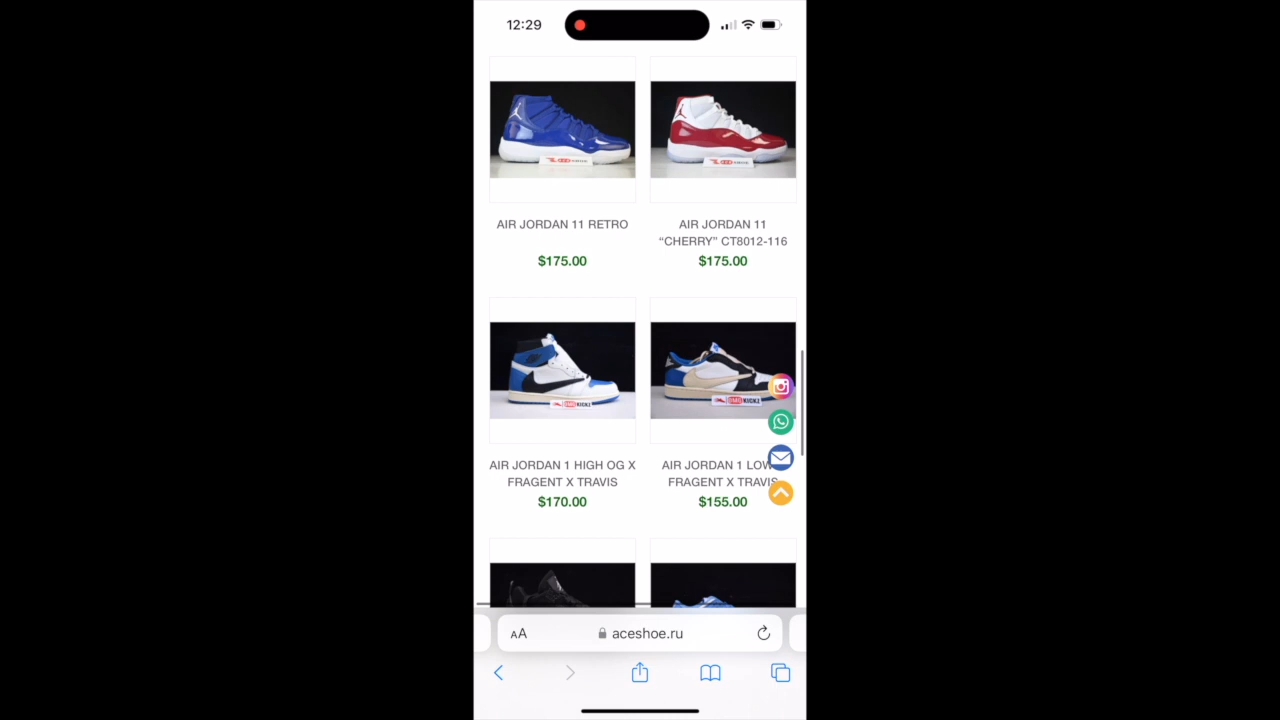 12:29
AIR JORDAN 11 RETRO
$175.00
AIR JORDAN 11
“CHERRY” CT8012-116
$175.00
AIR JORDAN 1 HIGH OG X
FRAGENT X TRAVIS
$170.00
AIR JORDAN 1 LOW
FRAGENT X TRAVIS
$155.00
AA
aceshoe.ru